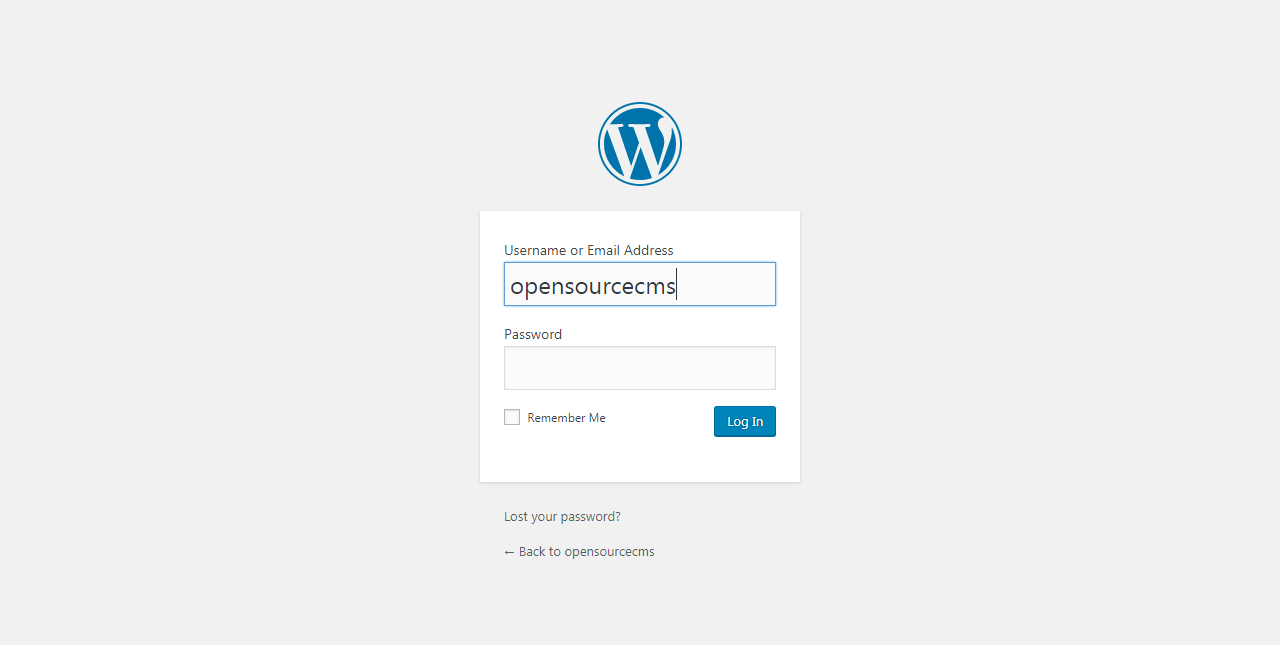 Username or Email Address
opensourcecms
Password
Remember Me
Log In
Lost your password?
← Back to opensourcecms